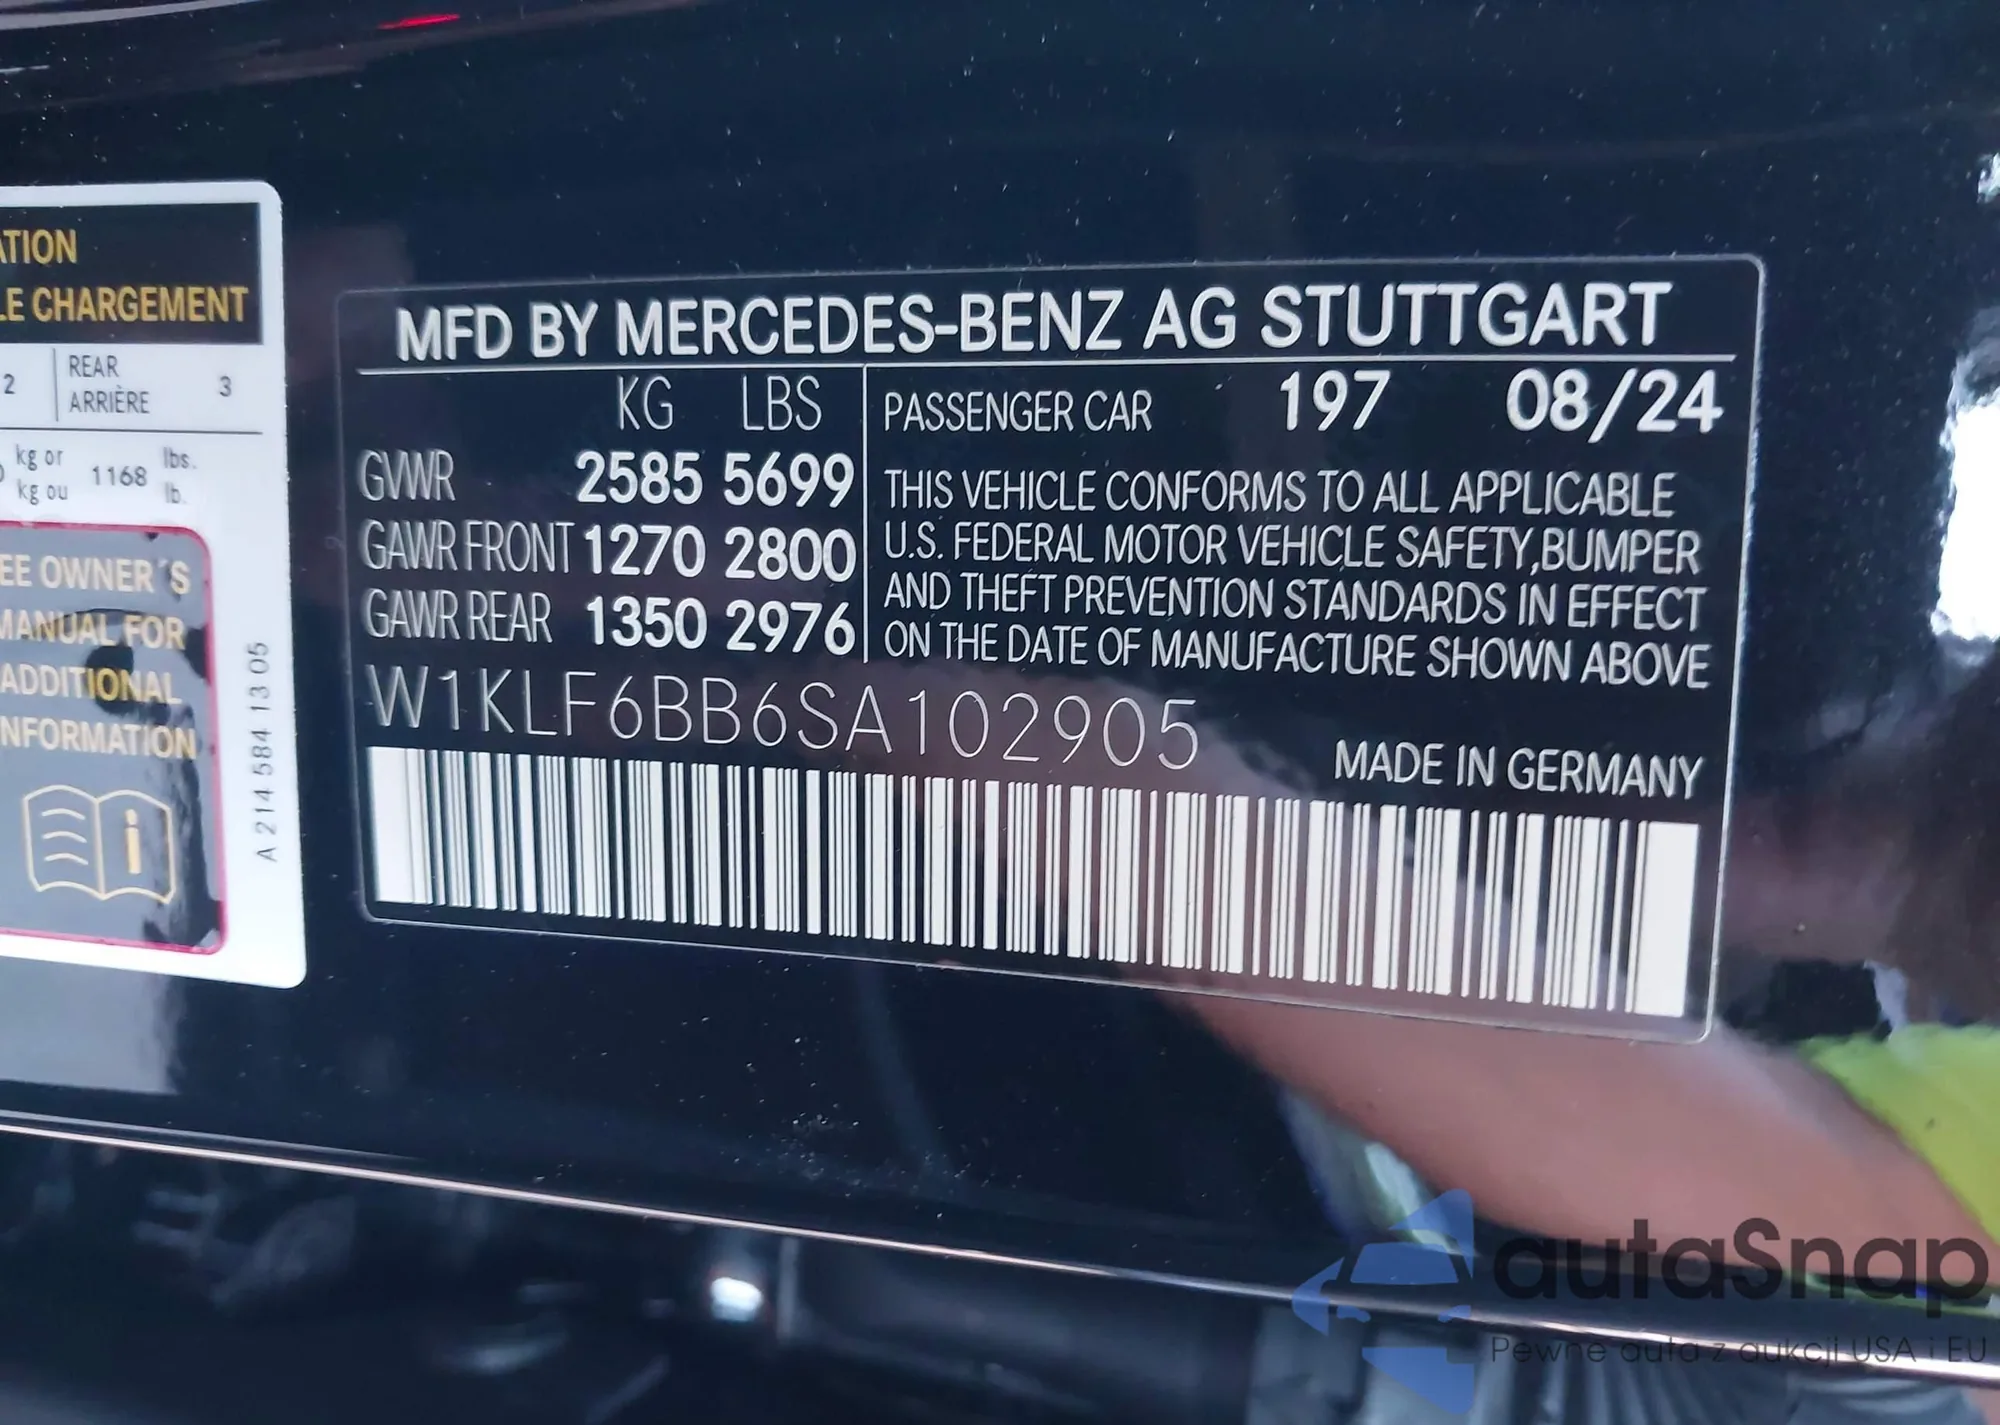 ATION
LE CHARGEMENT
2 REAR ARRIÈRE 3
kg or kg ou 1168 lbs. lb.
EE OWNER´S
MANUAL FOR
ADDITIONAL
INFORMATION
A 214 584 13 05
MFD BY MERCEDES-BENZ AG STUTTGART
KG LBS
GVWR 2585 5699
GAWR FRONT 1270 2800
GAWR REAR 1350 2976
PASSENGER CAR 197 08/24
THIS VEHICLE CONFORMS TO ALL APPLICABLE
U.S. FEDERAL MOTOR VEHICLE SAFETY,BUMPER
AND THEFT PREVENTION STANDARDS IN EFFECT
ON THE DATE OF MANUFACTURE SHOWN ABOVE
W1KLF6BB6SA102905
MADE IN GERMANY
autaSnap
Pewne auta z aukcji USA i EU